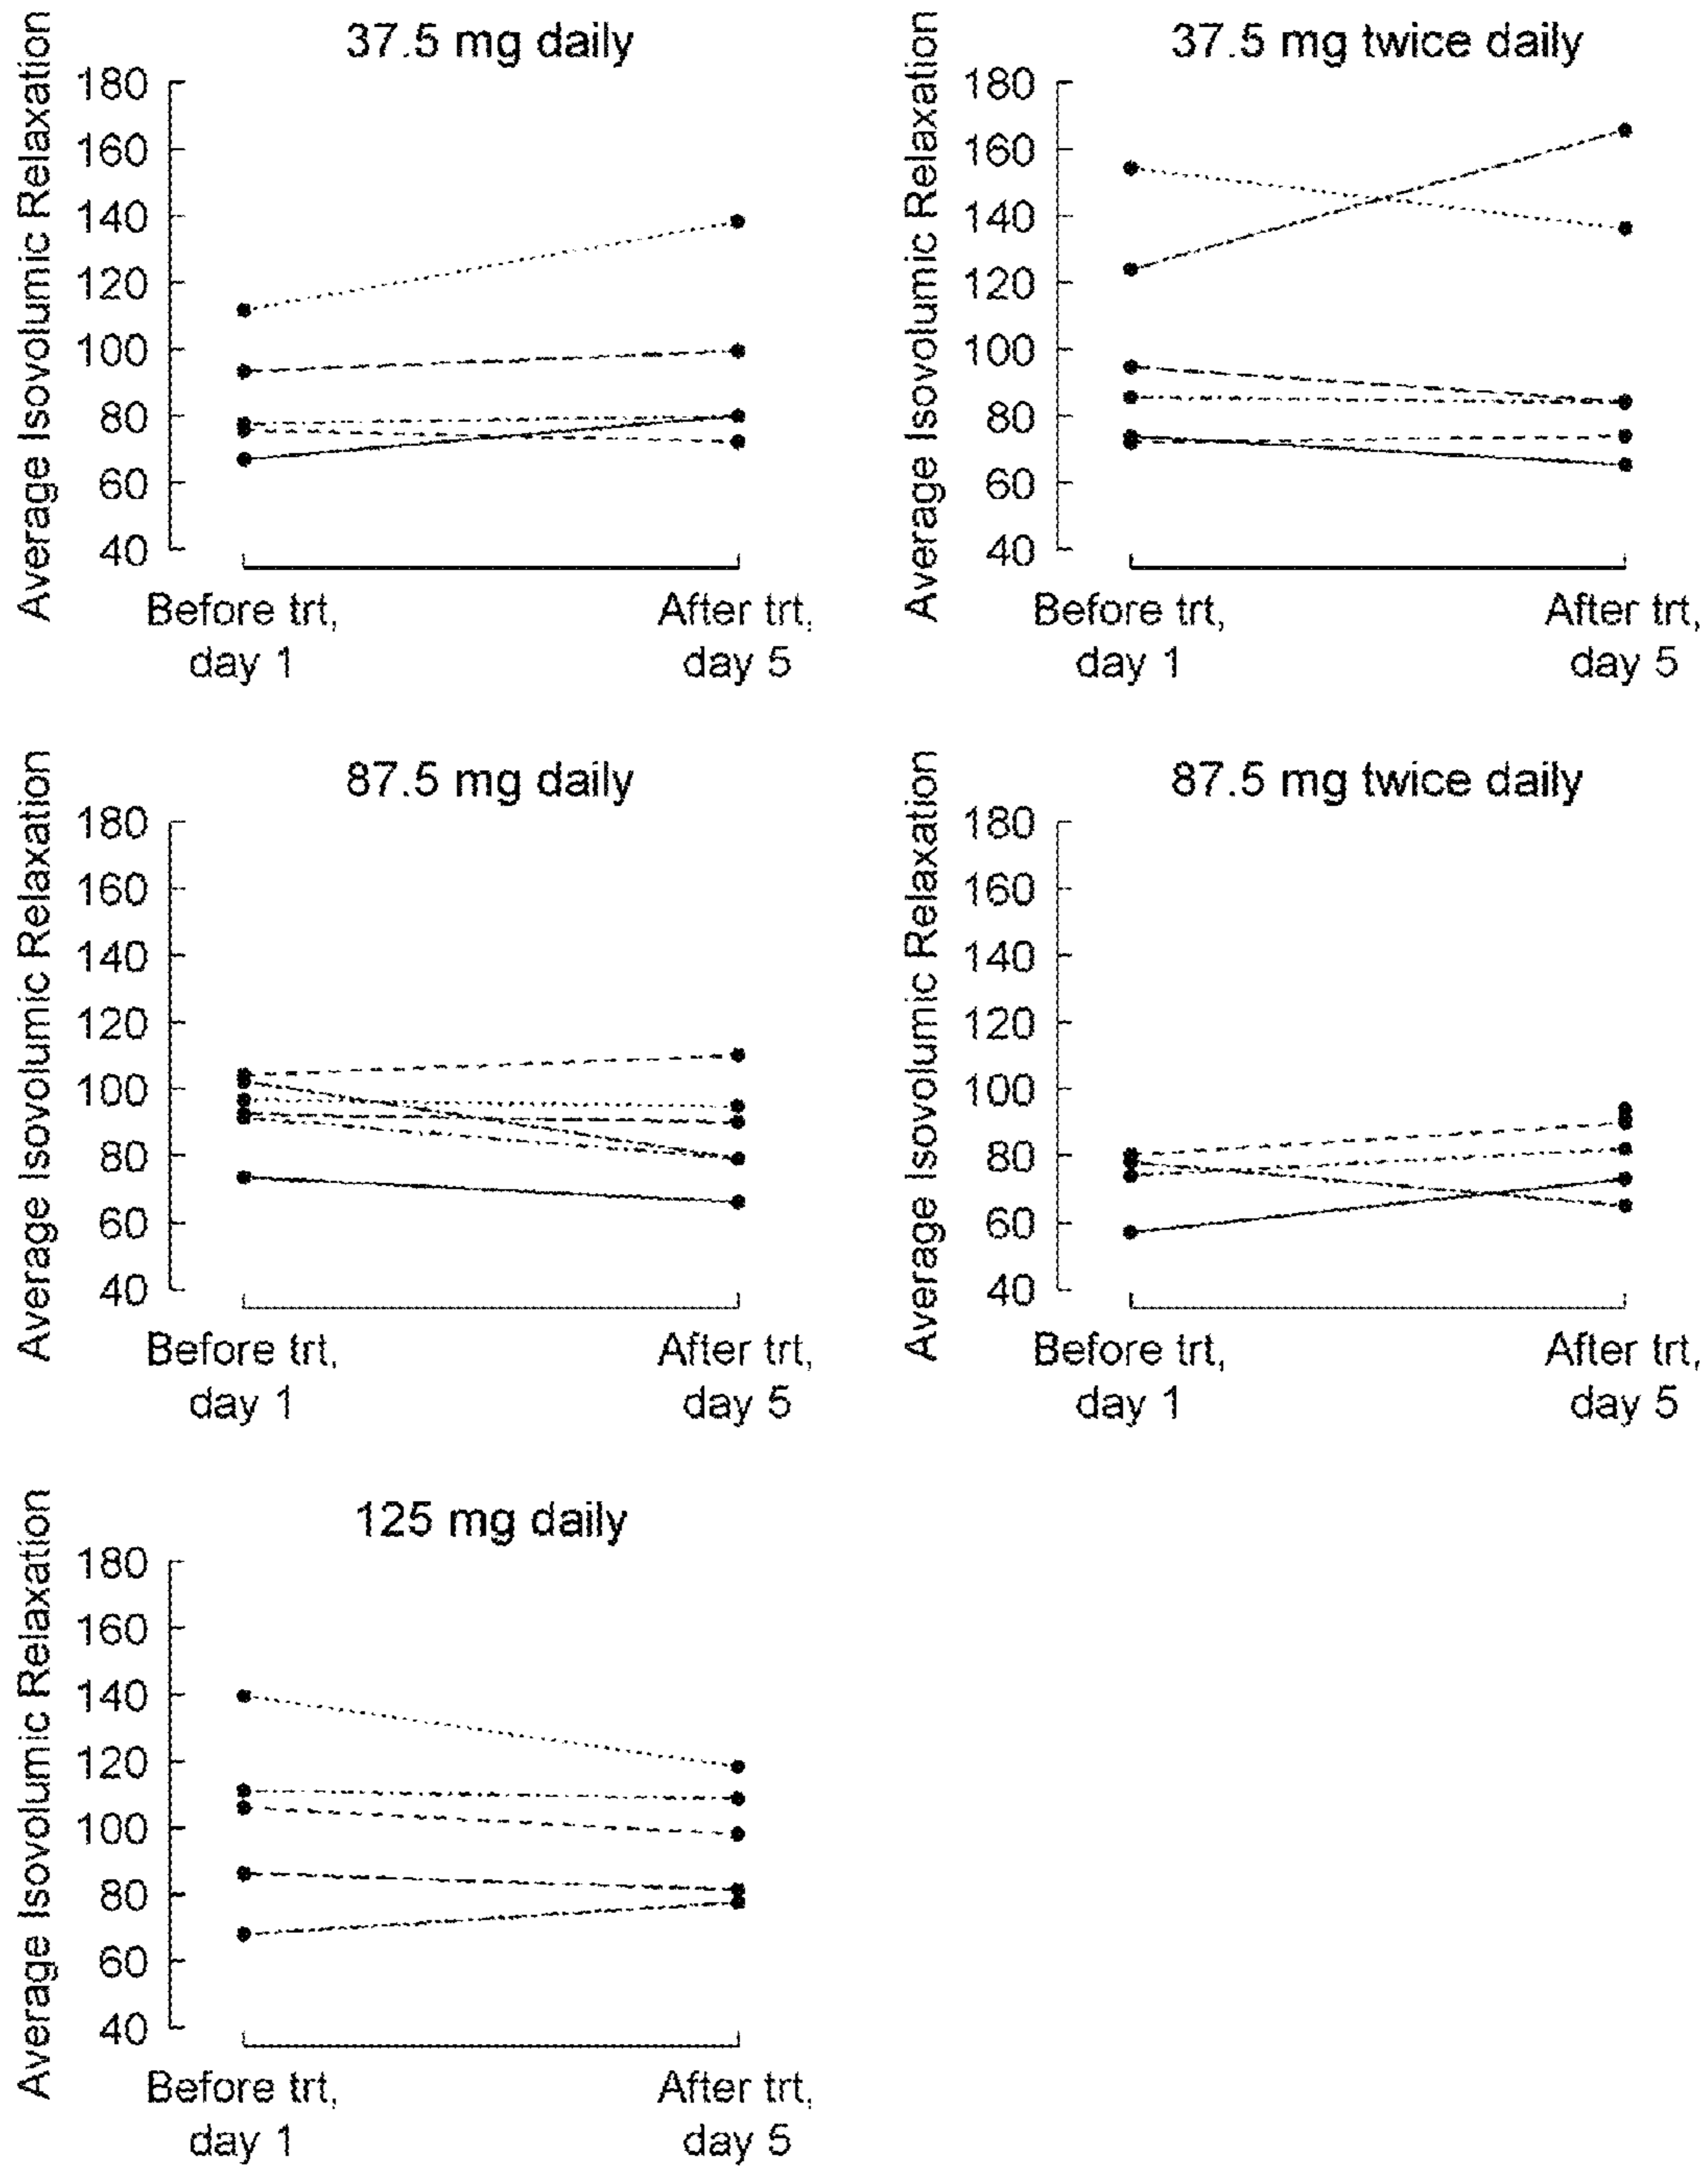 37.5 mg daily
Average Isovolumic Relaxation
180
160
140
120
100
80
60
40
Before trt,
day 1
After trt,
day 5
37.5 mg twice daily
Average Isovolumic Relaxation
180
160
140
120
100
80
60
40
Before trt,
day 1
After trt,
day 5
87.5 mg daily
Average Isovolumic Relaxation
180
160
140
120
100
80
60
40
Before trt,
day 1
After trt,
day 5
87.5 mg twice daily
Average Isovolumic Relaxation
180
160
140
120
100
80
60
40
Before trt,
day 1
After trt,
day 5
125 mg daily
Average Isovolumic Relaxation
180
160
140
120
100
80
60
40
Before trt,
day 1
After trt,
day 5